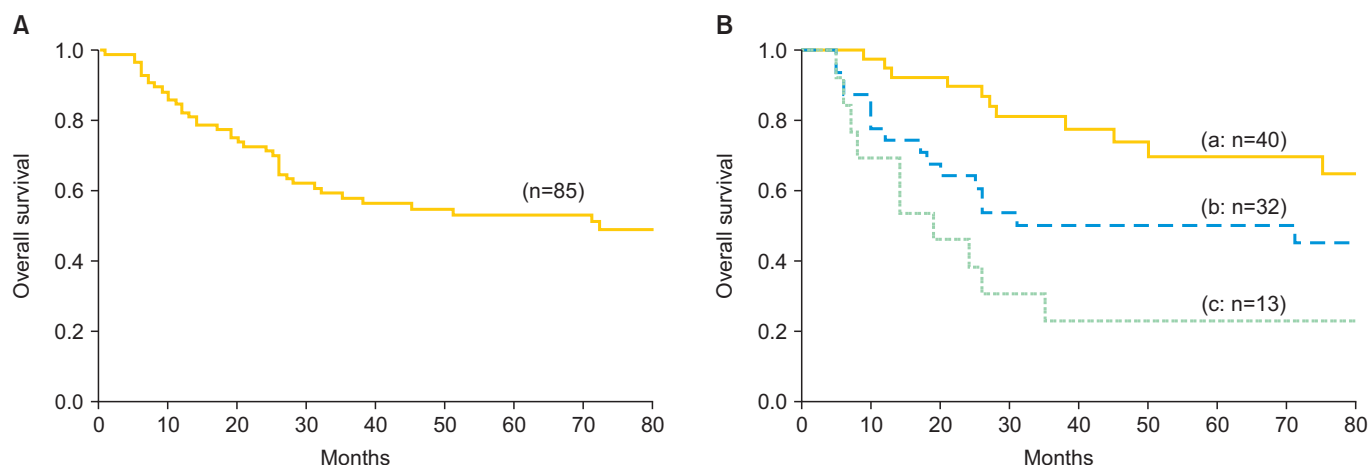 A
Overall survival
1.0
0.8
0.6
0.4
0.2
0.0
(n=85)
0 10 20 30 40 50 60 70 80
Months
B
Overall survival
1.0
0.8
0.6
0.4
0.2
0.0
(a: n=40)
(b: n=32)
(c: n=13)
0 10 20 30 40 50 60 70 80
Months